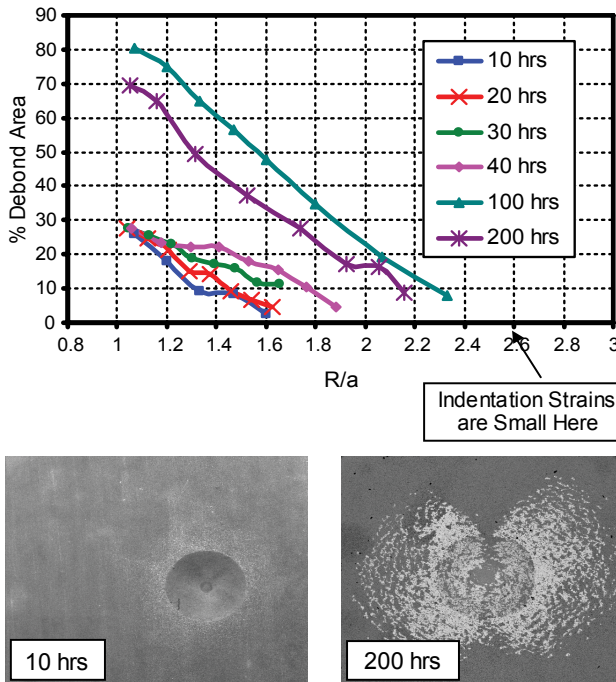 90
80
70
60
50
40
30
20
10
0
% Debond Area
10 hrs
20 hrs
30 hrs
40 hrs
100 hrs
200 hrs
0.8 1 1.2 1.4 1.6 1.8 2 2.2 2.4 2.6 2.8 3
R/a
Indentation Strains
are Small Here
10 hrs
200 hrs